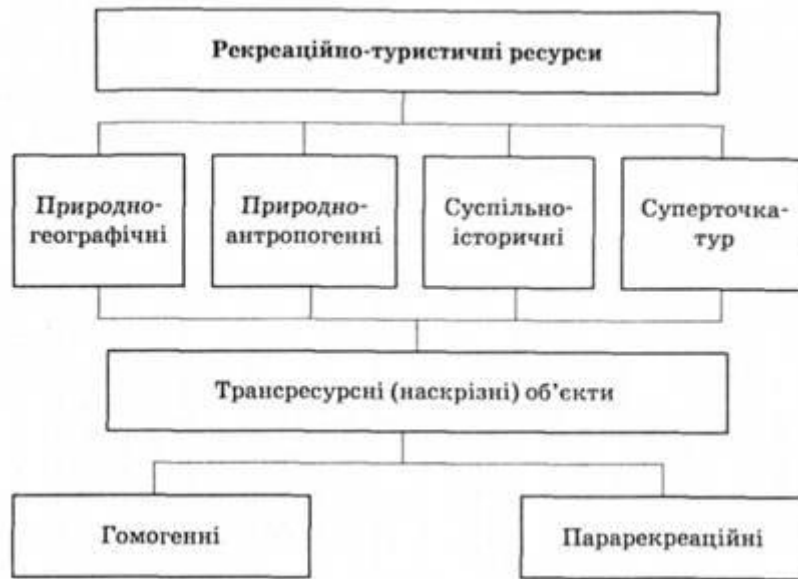 Рекреаційно-туристичні ресурси
Природно-
географічні
Природно-
антропогенні
Суспільно-
історичні
Суперточка-
тур
Трансресурсні (наскрізні) об’єкти
Гомогенні
Парарекреаційні